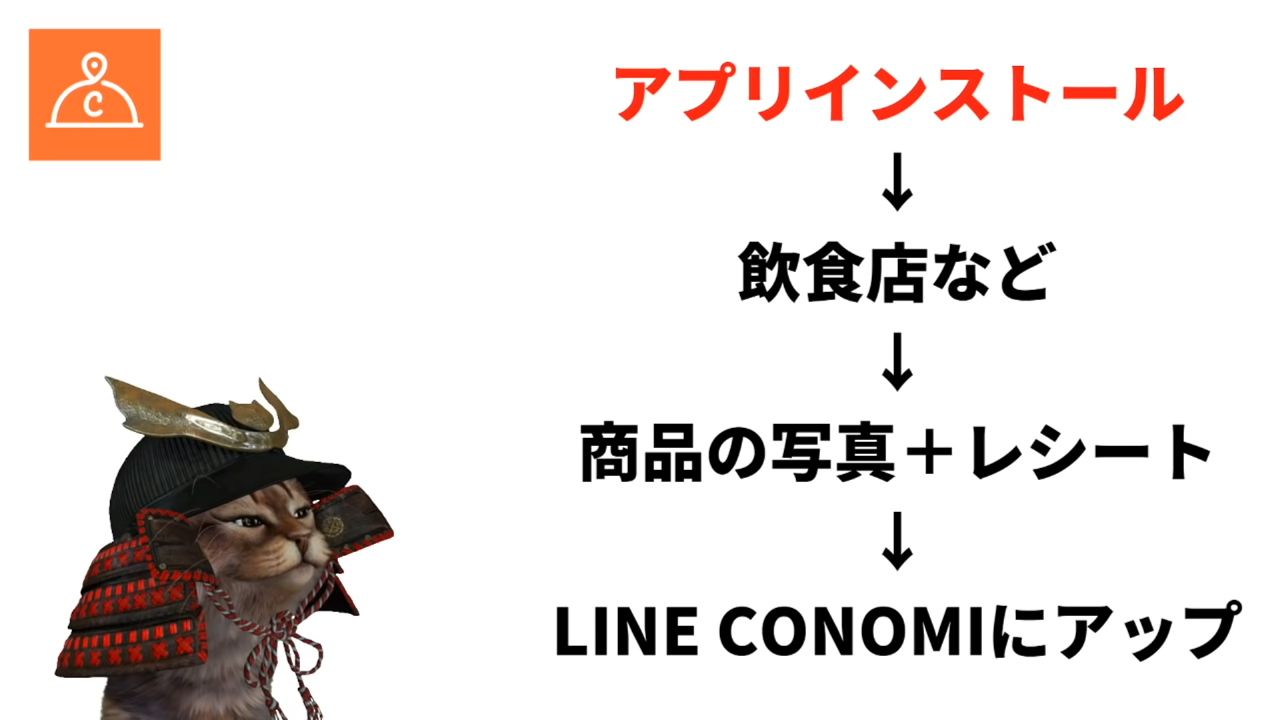 C
アプリインストール
↓
飲食店など
↓
商品の写真＋レシート
↓
LINE CONOMIにアップ